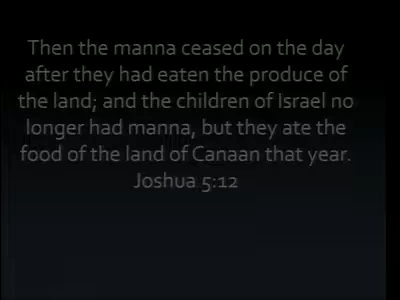 Then the manna ceased on the day
after they had eaten the produce of
the land; and the children of Israel no
longer had manna, but they ate the
food of the land of Canaan that year.
Joshua 5:12